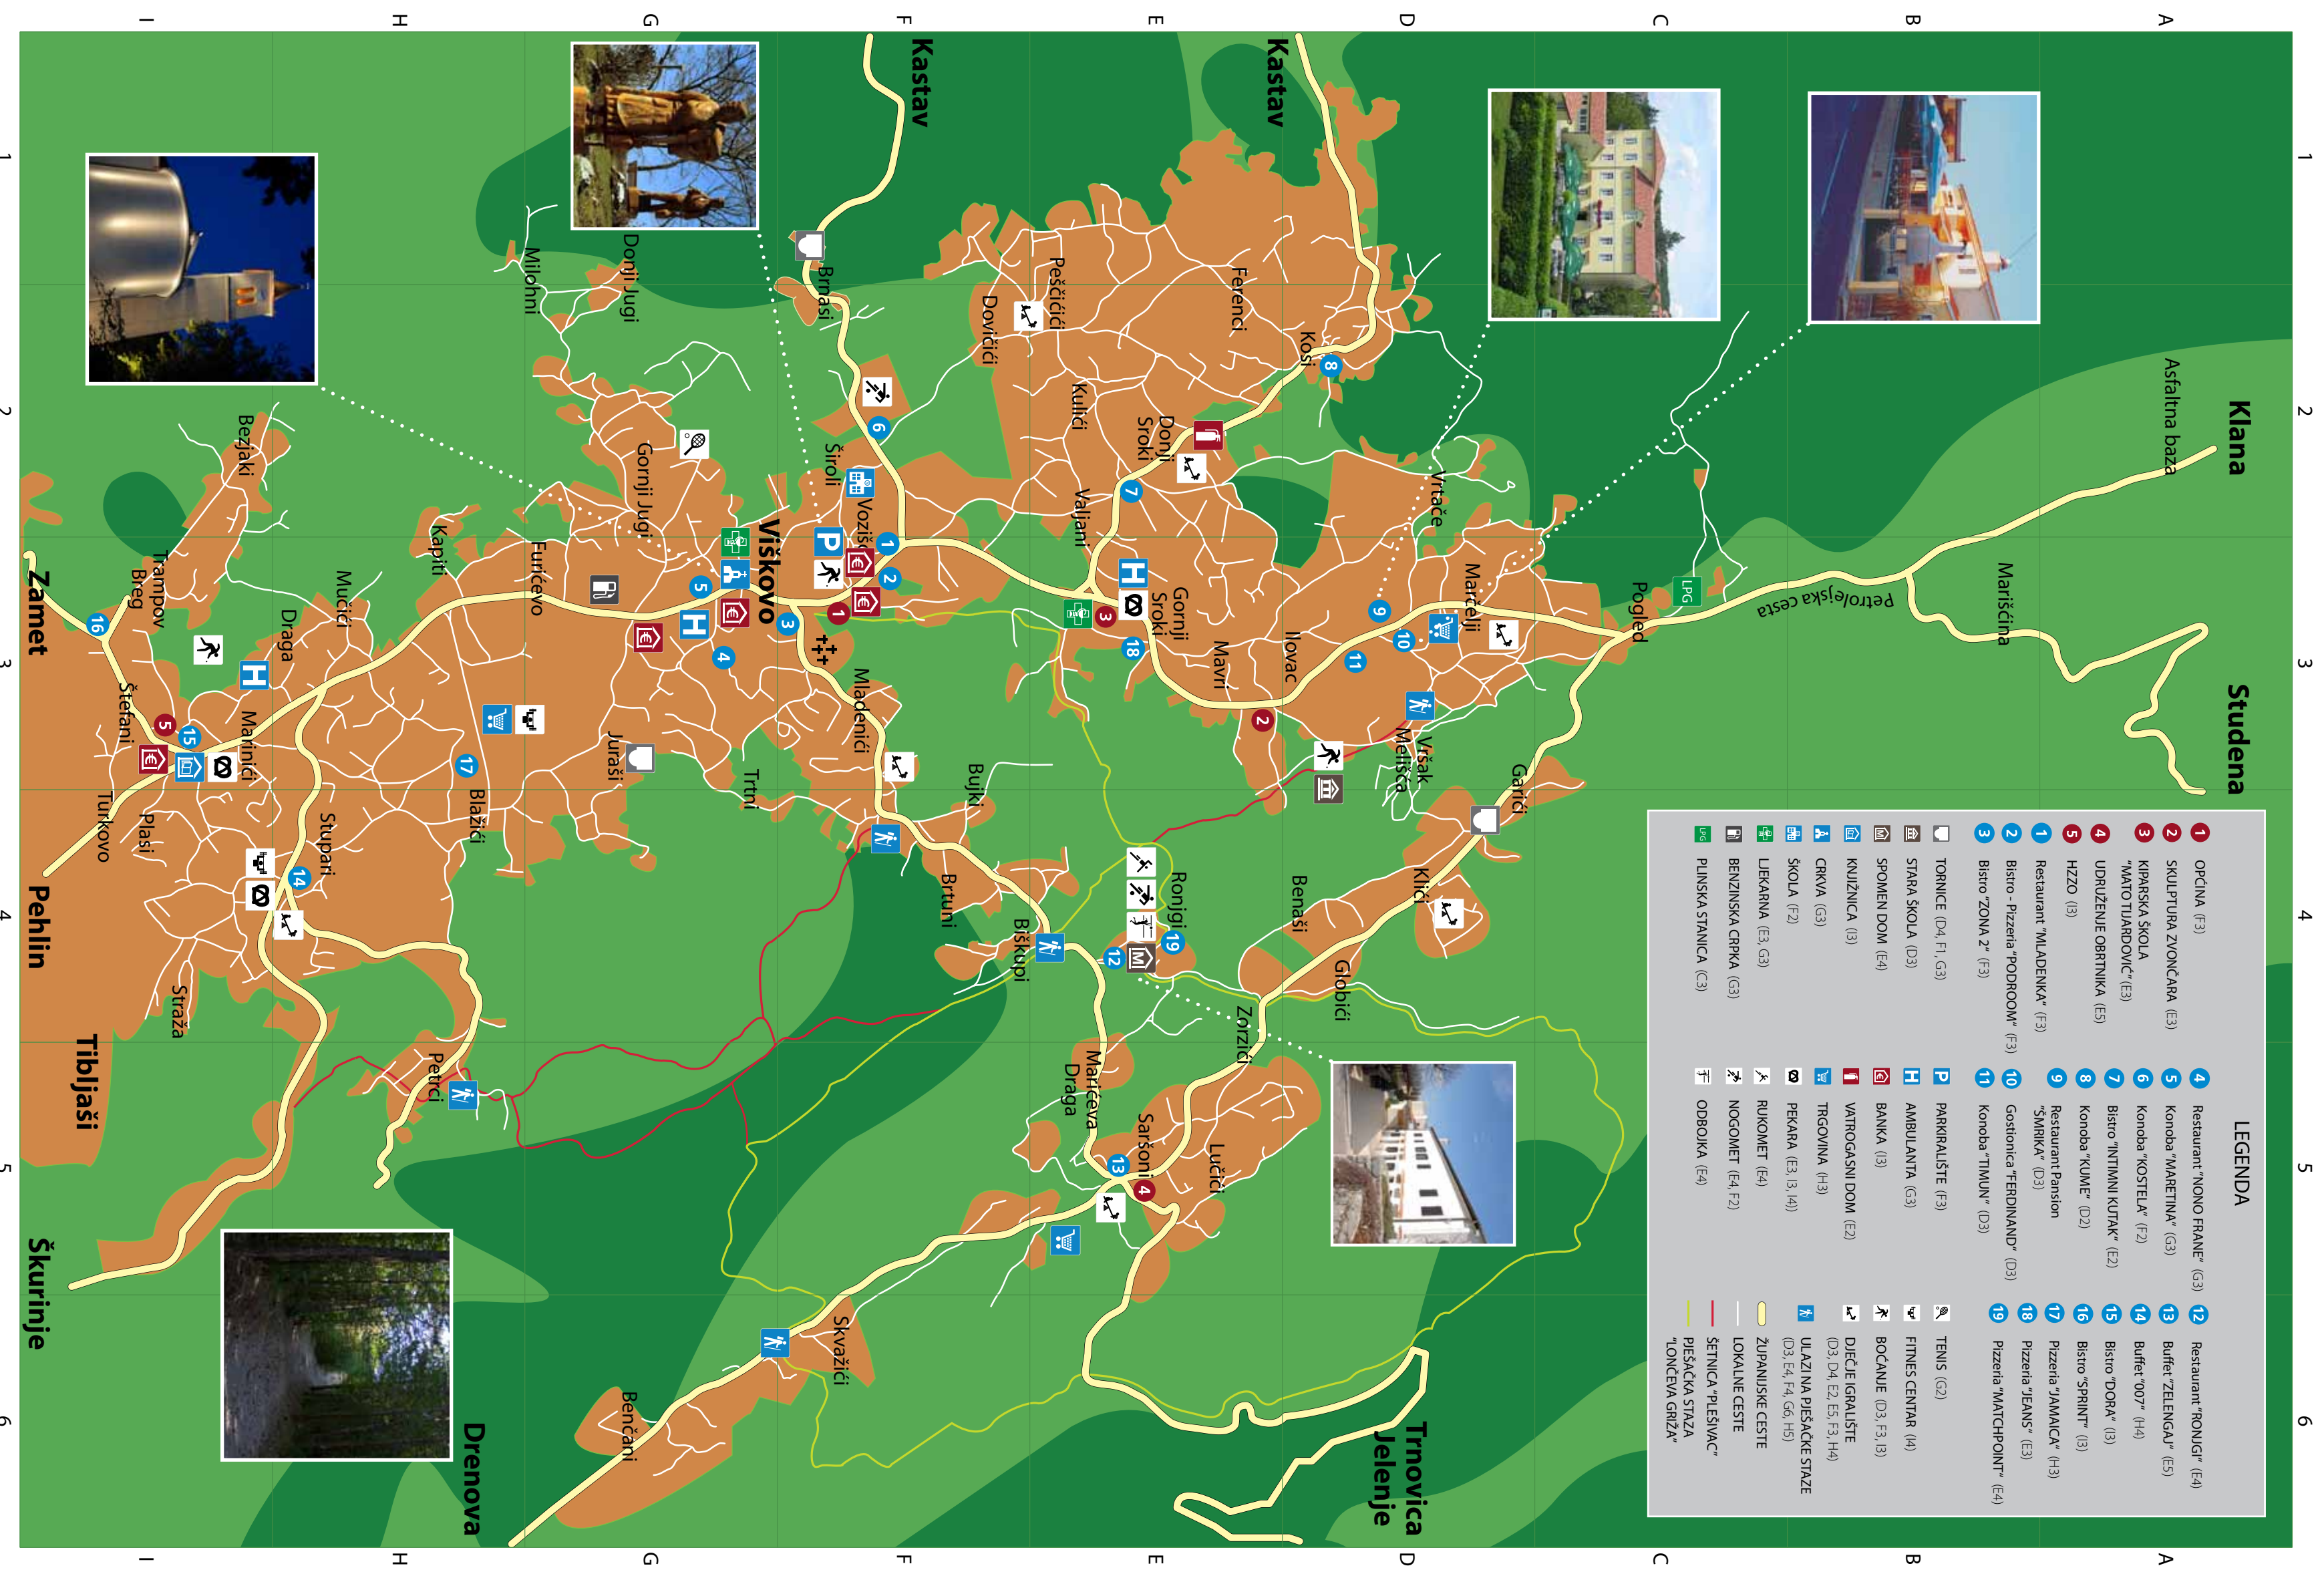 A
B
C
D
E
F
G
H
I
1
2
3
4
5
6
Kastav
Kastav
Klana
Studena
Asfaltna baza
Marišćina
Petrolejska cesta
Pogled
LPG
Marčelji
Vrtače
Garići
Vršak
Melišća
Ilovac
Mavri
Gornji
Sroki
Donji
Sroki
Kosi
Ferenci
Peščićići
Dovičići
Kulići
Valjani
Klići
Benaši
Globići
Zorzići
Ronjgi
Lučići
Saršoni
Marićeva
Draga
Biškupi
Brtuni
Bujki
Mladenići
Brnasi
Široli
Viškovo
Trtni
Juraši
Gornji Jugi
Donji Jugi
Milohni
Furićevo
Kapiti
Blažići
Mučići
Draga
Bezjaki
Trampov
Breg
Marinići
Štefani
Turkovo
Plasi
Stupari
Straža
Petrci
Skvažići
Benčani
Zamet
Pehlin
Tibljaši
Škurinje
Drenova
Trnovica
Jelenje
LEGENDA
1 OPĆINA (F3)
2 SKULPTURA ZVONČARA (E3)
3 KIPARSKA ŠKOLA
"MATO TIJARDOVIĆ"(E3)
4 UDRUŽENJE OBRTNIKA (E5)
5 HZZO (I3)
1 Restaurant "MLADENKA" (F3)
2 Bistro - Pizzeria "PODROOM" (F3)
3 Bistro "ZONA 2" (F3)
TORNICE (D4, F1, G3)
STARA ŠKOLA (D3)
SPOMEN DOM (E4)
KNJIŽNICA (I3)
CRKVA (G3)
ŠKOLA (F2)
LJEKARNA (E3, G3)
BENZINSKA CRPKA (G3)
LPG PLINSKA STANICA (C3)
4 Restaurant "NONO FRANE" (G3)
5 Konoba "MARETINA" (G3)
6 Konoba "KOSTELA" (F2)
7 Bistro "INTIMNI KUTAK" (E2)
8 Konoba "KUME" (D2)
9 Restaurant Pansion
"ŠMRIKA" (D3)
10 Gostionica "FERDINAND" (D3)
11 Konoba "TIMUN" (D3)
P PARKIRALIŠTE (F3)
H AMBULANTA (G3)
BANKA (I3)
VATROGASNI DOM (E2)
TRGOVINA (H3)
PEKARA (E3, I3, I4))
RUKOMET (E4)
NOGOMET (E4, F2)
ODBOJKA (E4)
12 Restaurant "RONJGI" (E4)
13 Buffet "ZELENGAJ" (E5)
14 Buffet "007" (H4)
15 Bistro "DORA" (I3)
16 Bistro "SPRINT" (I3)
17 Pizzeria "JAMAICA" (H3)
18 Pizzeria "JEANS" (E3)
19 Pizzeria "MATCHPOINT" (E4)
TENIS (G2)
FITNES CENTAR (I4)
BOĆANJE (D3, F3, I3)
DJEČJE IGRALIŠTE
(D3, D4, E2, E5, F3, H4)
ULAZI NA PJEŠAČKE STAZE
(D3, E4, F4, G6, H5)
ŽUPANIJSKE CESTE
LOKALNE CESTE
ŠETNICA "PLEŠIVAC"
PJEŠAČKA STAZA
"LONČEVA GRIŽA"